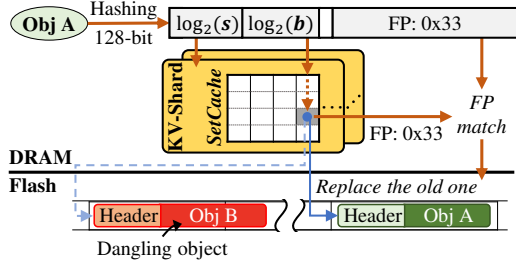 Obj A
Hashing
128-bit
log₂(s)
log₂(b)
FP: 0x33
KV-Shard
SetCache
FP: 0x33
FP
match
DRAM
Flash
Replace the old one
Header
Obj B
Header
Obj A
Dangling object